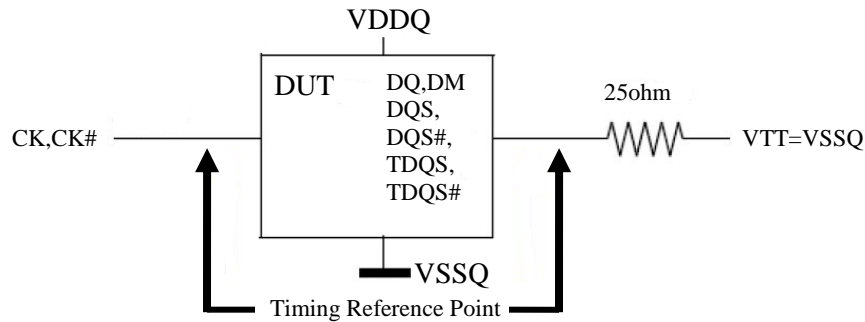 VDDQ
DUT
DQ,DM
DQS,
DQS#,
TDQS,
TDQS#
25ohm
CK,CK#
VTT=VSSQ
VSSQ
Timing Reference Point